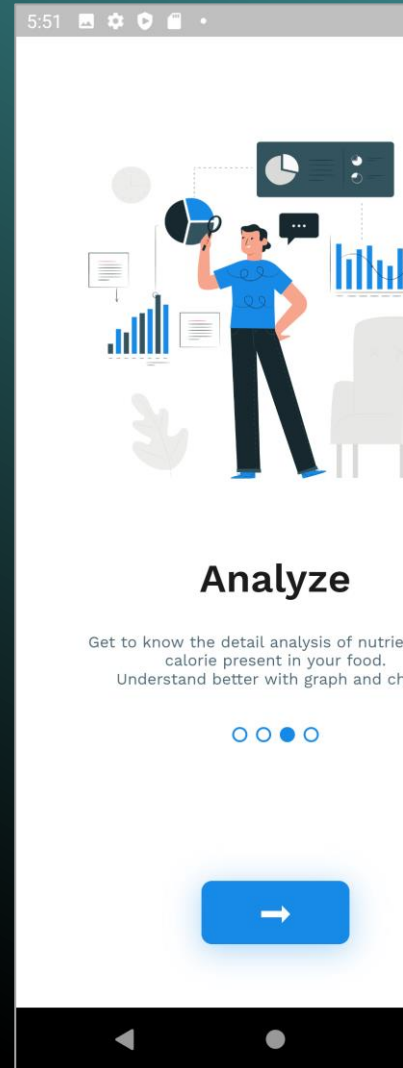 5:51
Analyze
Get to know the detail analysis of
calorie present in your food.
Understand better with graph and